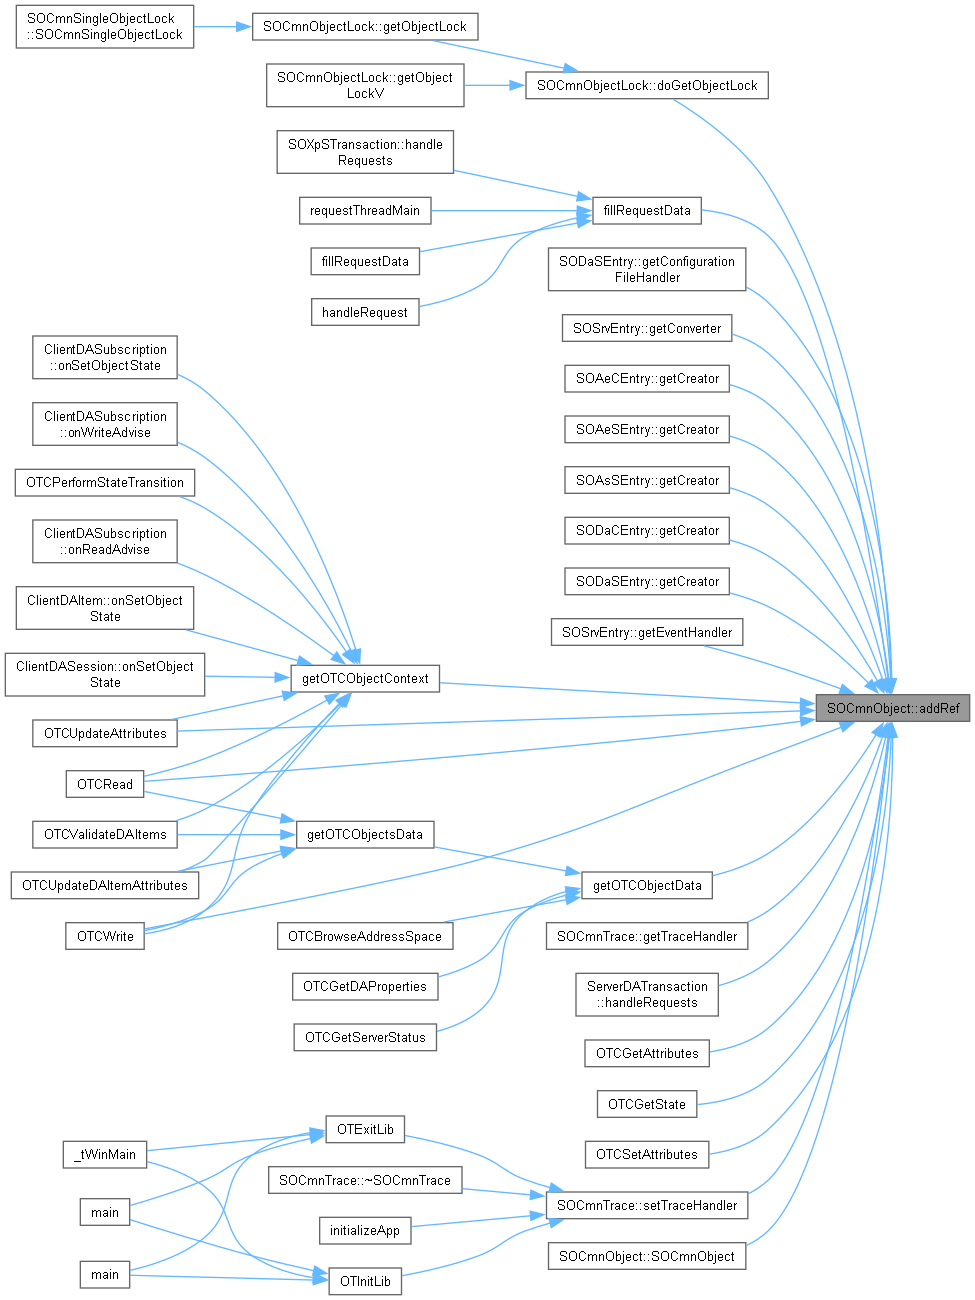 SOCmnSingleObjectLock
::SOCmnSingleObjectLock
SOCmnObjectLock::getObjectLock
SOCmnObjectLock::getObject
LockV
SOCmnObjectLock::doGetObjectLock
SOXpSTransaction::handle
Requests
requestThreadMain
fillRequestData
fillRequestData
handleRequest
SODaSEntry::getConfiguration
FileHandler
SOSrvEntry::getConverter
SOAeCEntry::getCreator
SOAeSEntry::getCreator
SOAsSEntry::getCreator
SODaCEntry::getCreator
SODaSEntry::getCreator
SOSrvEntry::getEventHandler
ClientDASubscription
::onSetObjectState
ClientDASubscription
::onWriteAdvise
OTCPerformStateTransition
ClientDASubscription
::onReadAdvise
ClientDAItem::onSetObject
State
ClientDASession::onSetObject
State
getOTCObjectContext
SOCmnObject::addRef
OTCUpdateAttributes
OTCRead
OTCValidateDAItems
getOTCObjectsData
OTCUpdateDAItemAttributes
getOTCObjectData
OTCWrite
OTCBrowseAddressSpace
SOCmnTrace::getTraceHandler
OTCGetDAProperties
ServerDATransaction
::handleRequests
OTCGetServerStatus
OTCGetAttributes
OTCGetState
OTExitLib
_tWinMain
OTCSetAttributes
SOCmnTrace::~SOCmnTrace
main
SOCmnTrace::setTraceHandler
initializeApp
SOCmnObject::SOCmnObject
main
OTInitLib